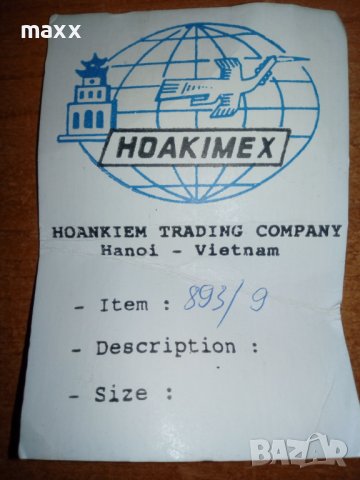 maxx
HOAKIMEX
HOANKIEM TRADING COMPANY
Hanoi - Vietnam
- Item : 893/9
- Description :
- Size :
BAZAR